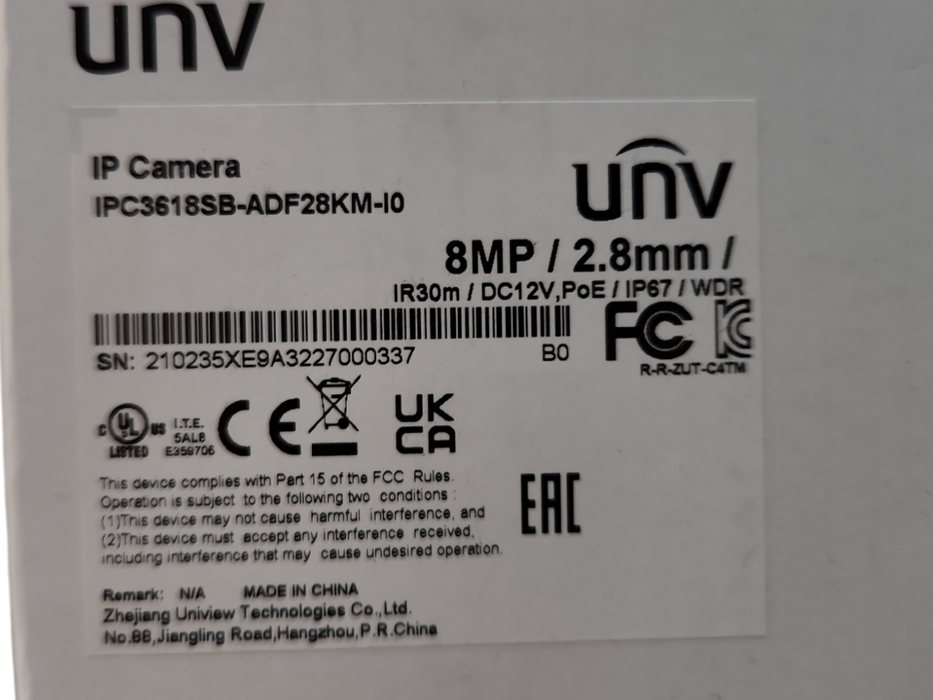 unv
IP Camera
IPC3618SB-ADF28KM-I0
unv
8MP / 2.8mm /
IR30m / DC12V,PoE / IP67 / WDR
SN: 210235XE9A3227000337
B0
FC KC
R-R-ZUT-C4TM
c UL us
LISTED
I.T.E.
5AL8
E359706
CE
UK
CA
This device complies with Part 15 of the FCC Rules.
Operation is subject to the following two conditions :
(1)This device may not cause harmful interference, and
(2)This device must accept any interference received,
including interference that may cause undesired operation.
EAC
Remark: N/A MADE IN CHINA
Zhejiang Uniview Technologies Co.,Ltd.
No.88,Jiangling Road,Hangzhou,P.R.China